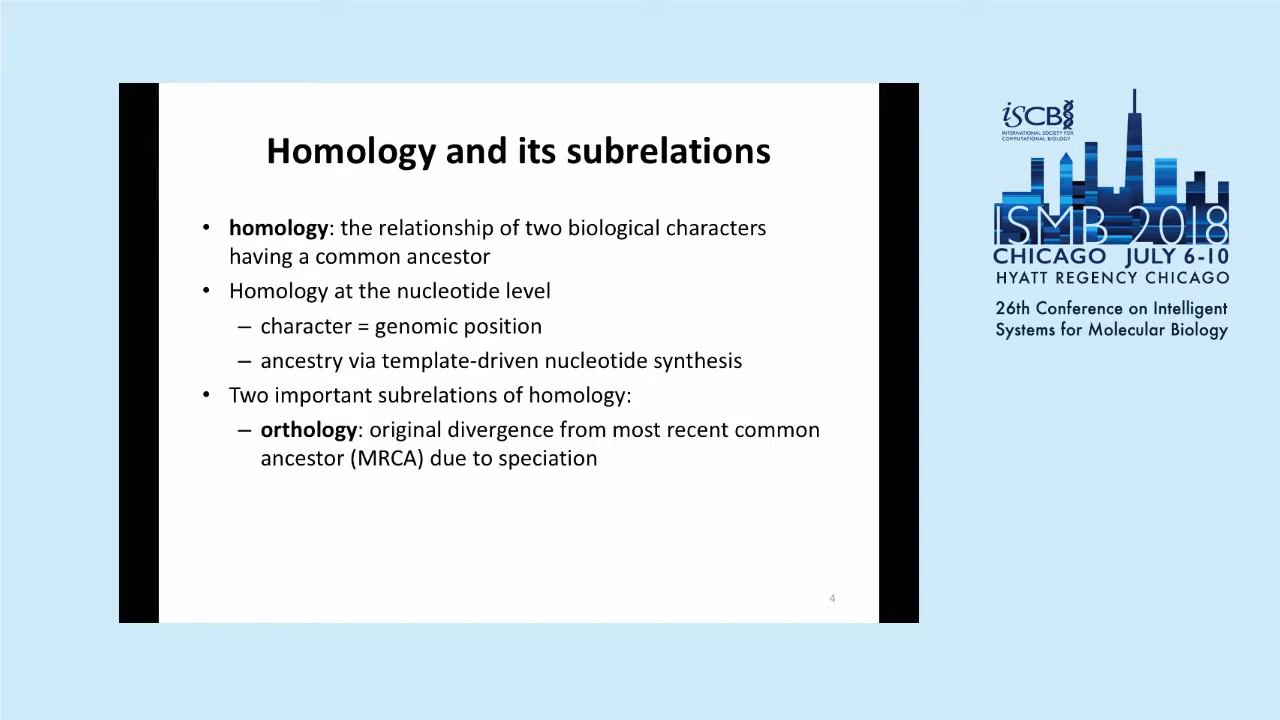 Homology and its subrelations
• homology: the relationship of two biological characters
having a common ancestor
• Homology at the nucleotide level
– character = genomic position
– ancestry via template-driven nucleotide synthesis
• Two important subrelations of homology:
– orthology: original divergence from most recent common
ancestor (MRCA) due to speciation
4
iSCB
INTERNATIONAL SOCIETY FOR
COMPUTATIONAL BIOLOGY
ISMB 2018
CHICAGO JULY 6-10
HYATT REGENCY CHICAGO
26th Conference on Intelligent
Systems for Molecular Biology